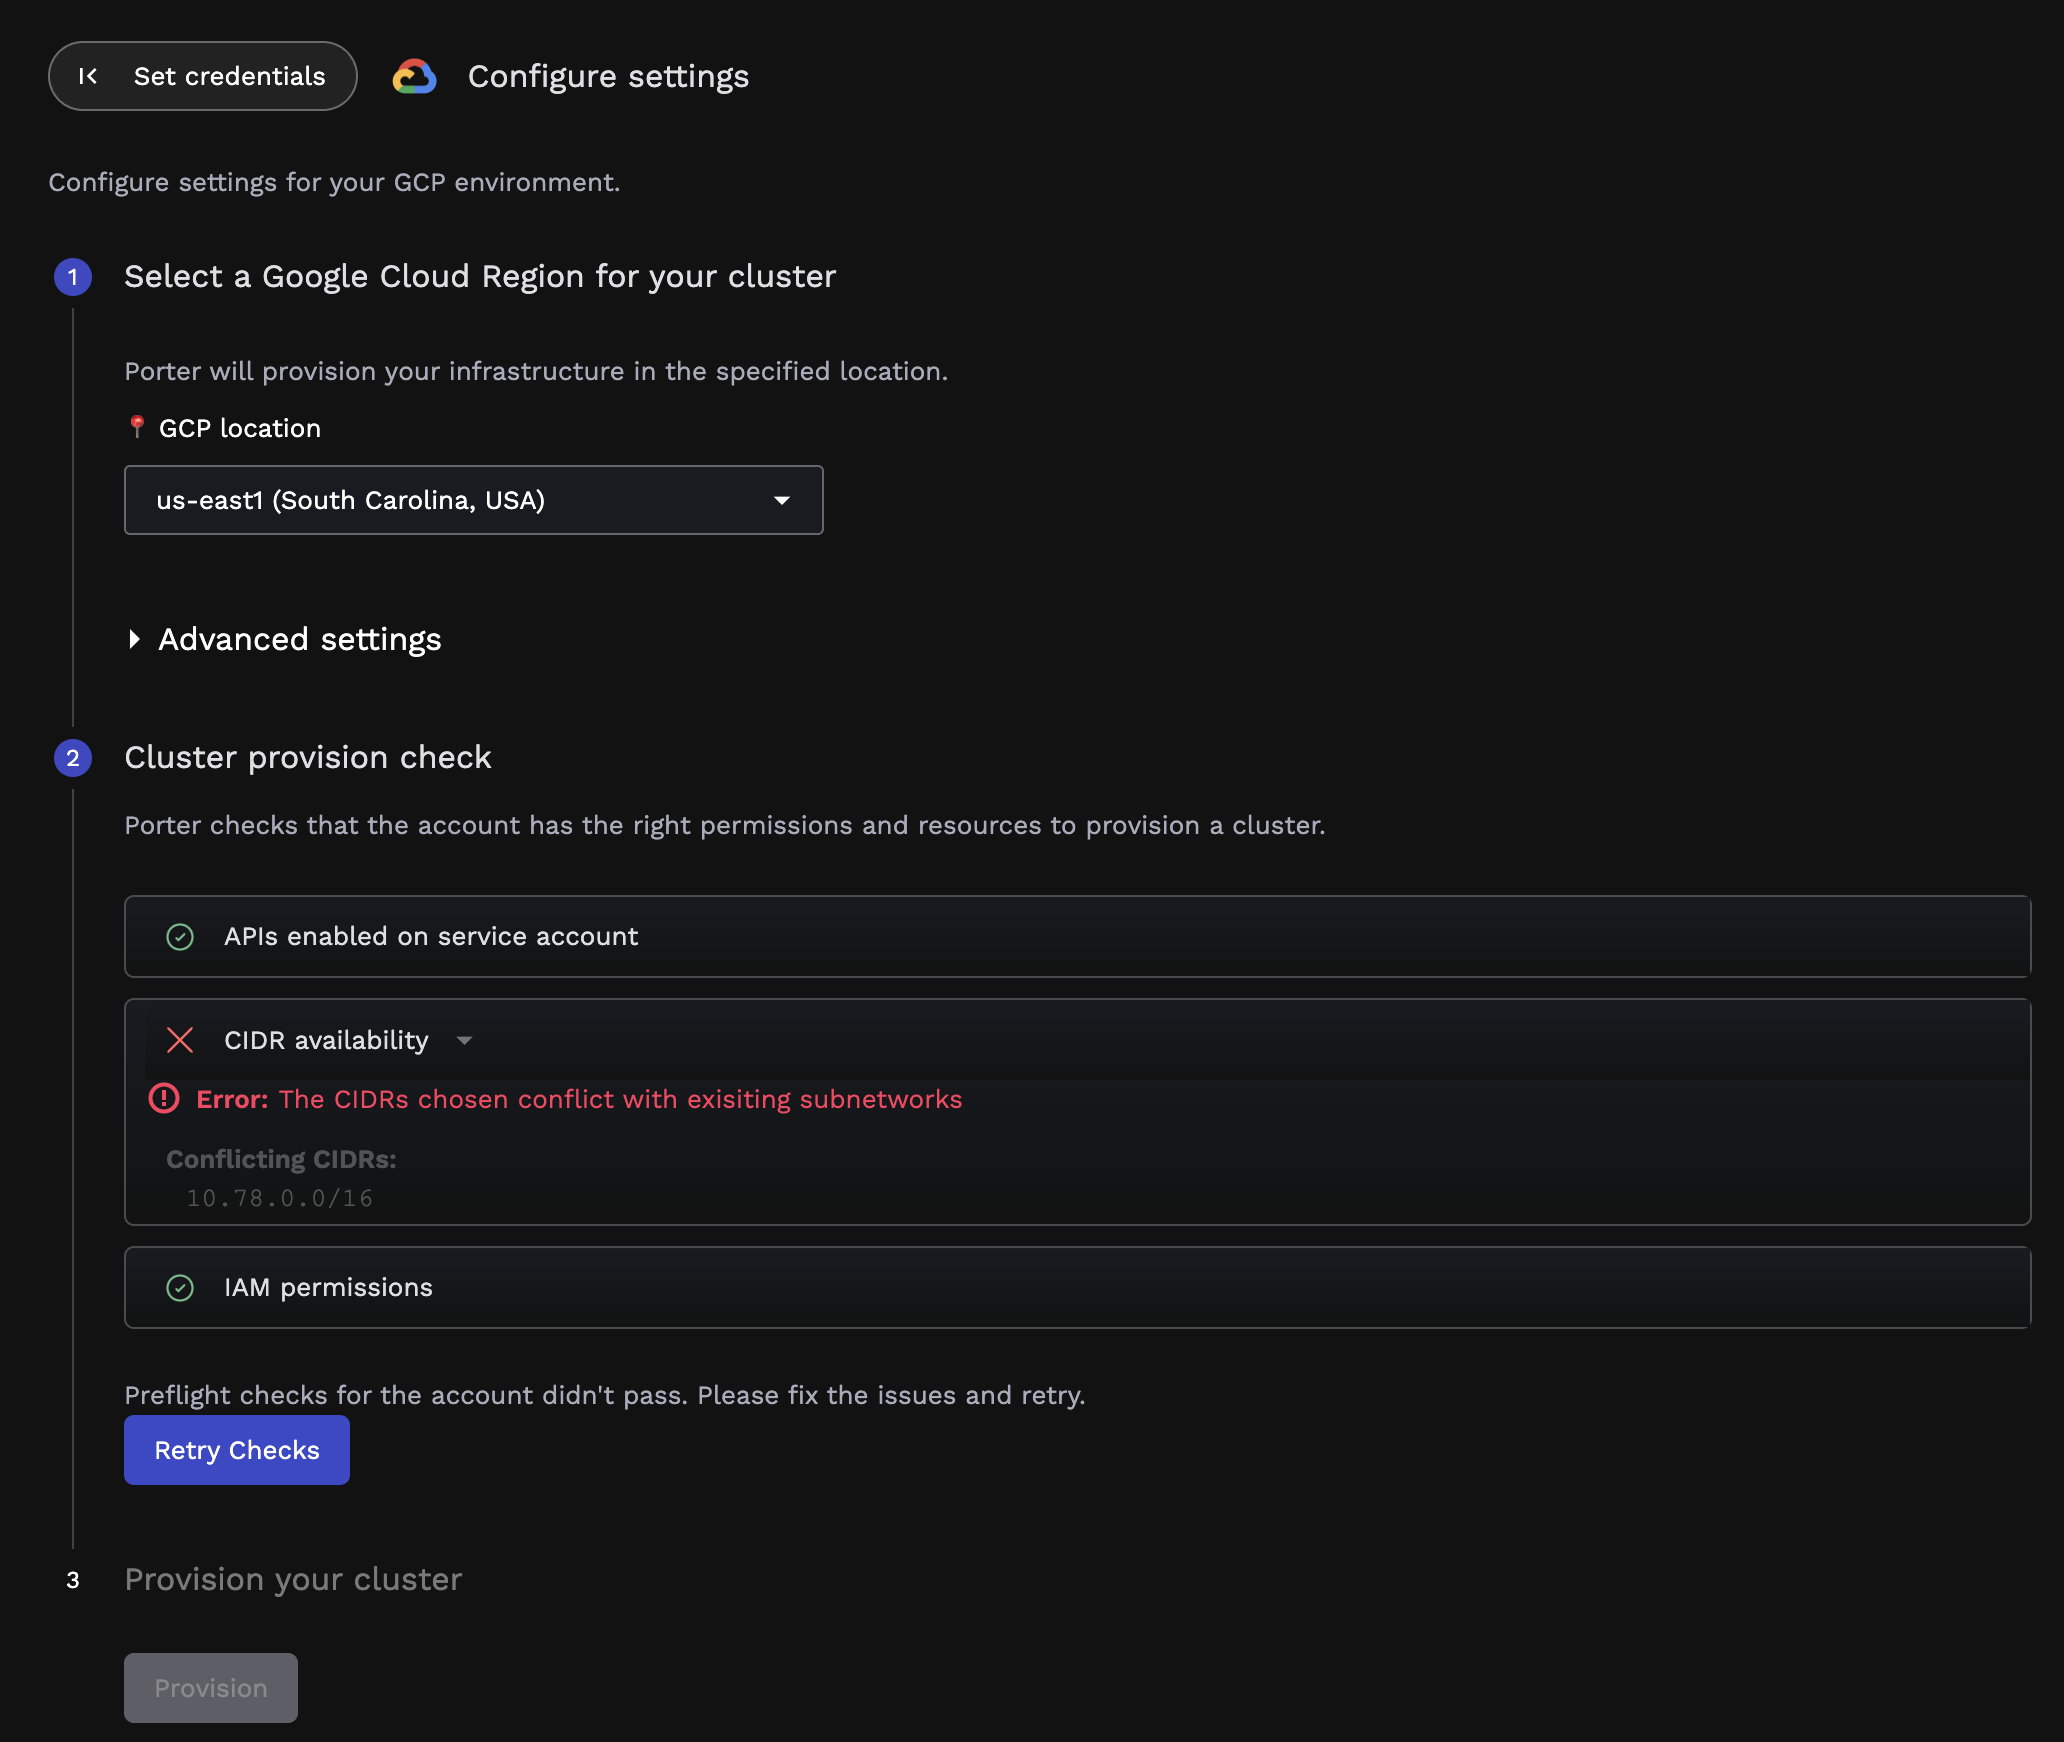 Set credentials
Configure settings
Configure settings for your GCP environment.
1
Select a Google Cloud Region for your cluster
Porter will provision your infrastructure in the specified location.
📍 GCP location
us-east1 (South Carolina, USA)
Advanced settings
2
Cluster provision check
Porter checks that the account has the right permissions and resources to provision a cluster.
APIs enabled on service account
CIDR availability
Error: The CIDRs chosen conflict with exisiting subnetworks
Conflicting CIDRs:
10.78.0.0/16
IAM permissions
Preflight checks for the account didn't pass. Please fix the issues and retry.
Retry Checks
3
Provision your cluster
Provision